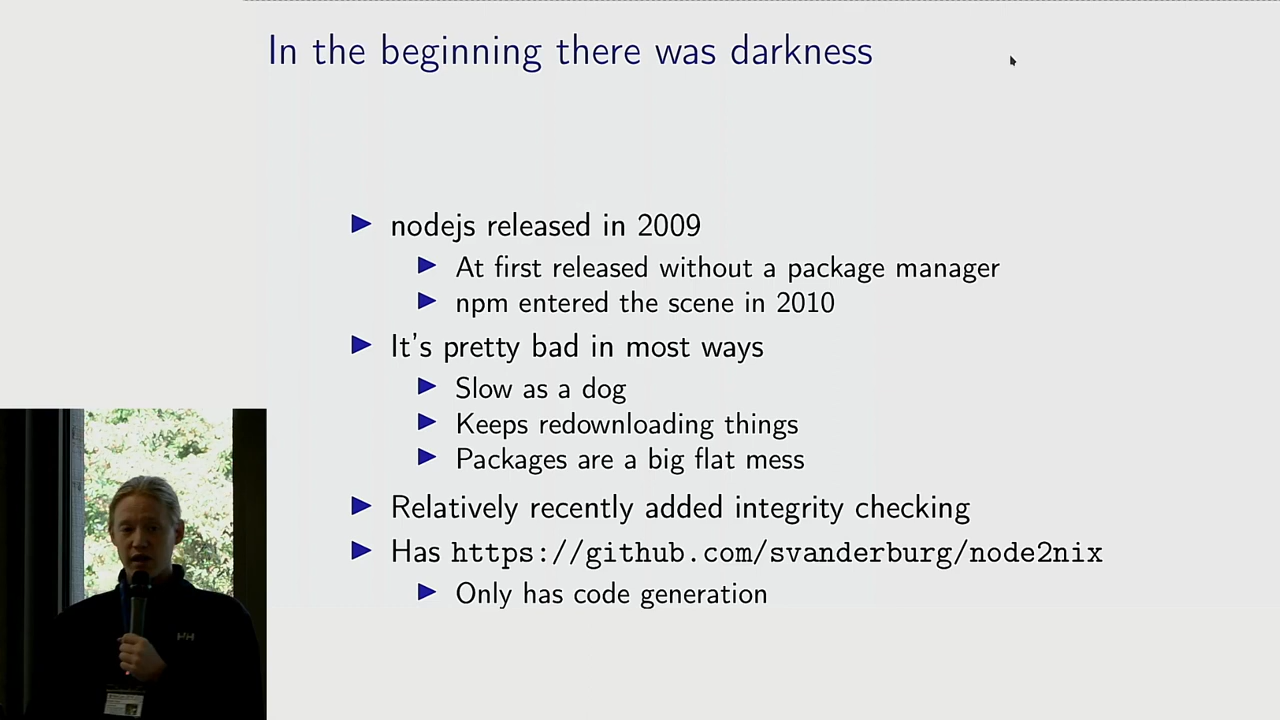 In the beginning there was darkness
nodejs released in 2009
At first released without a package manager
npm entered the scene in 2010
It's pretty bad in most ways
Slow as a dog
Keeps redownloading things
Packages are a big flat mess
Relatively recently added integrity checking
Has https://github.com/svanderburg/node2nix
Only has code generation
HH